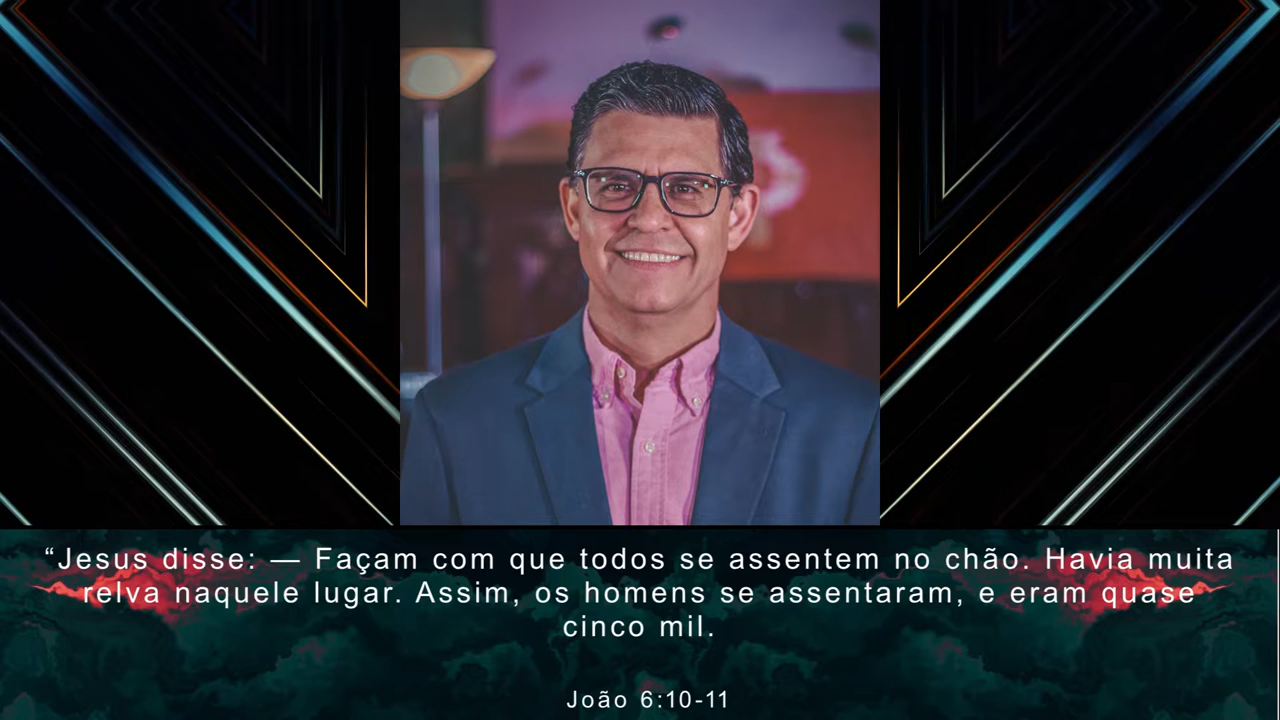 “Jesus disse: — Façam com que todos se assentem no chão. Havia muita
relva naquele lugar. Assim, os homens se assentaram, e eram quase
cinco mil.
João 6:10-11